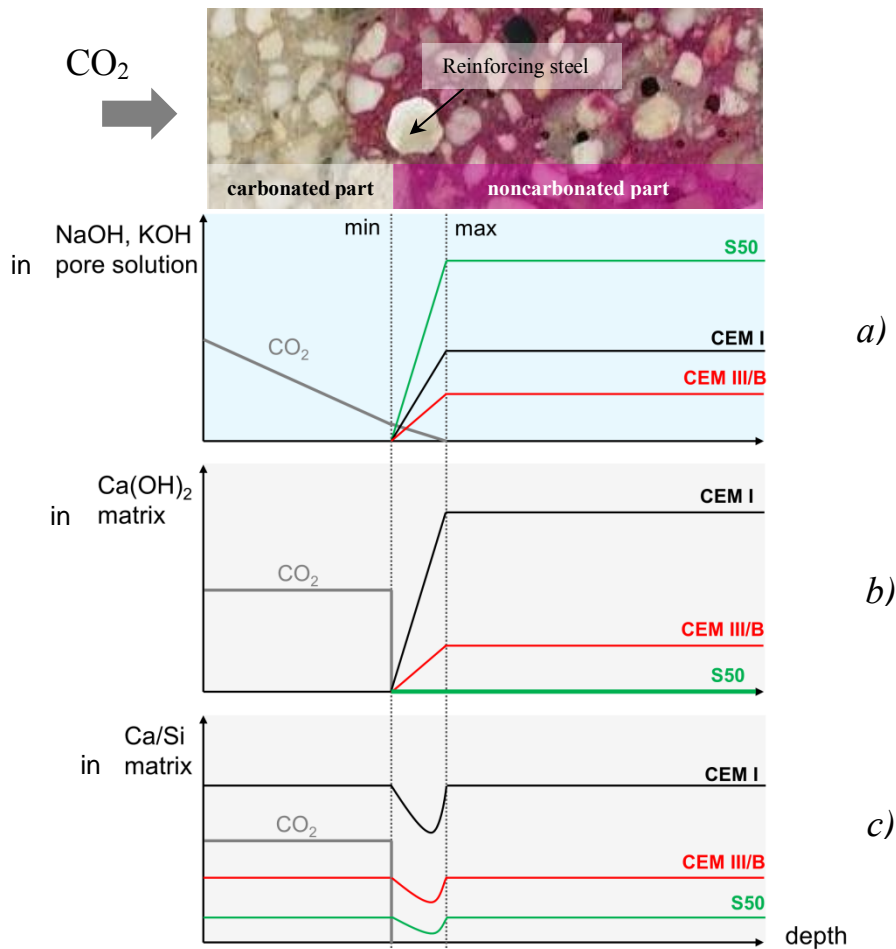 CO₂
Reinforcing steel
carbonated part
noncarbonated part
min
max
in NaOH, KOH
pore solution
S50
CO₂
CEM I
CEM III/B
a)
in Ca(OH)₂
matrix
CEM I
CO₂
CEM III/B
S50
b)
in Ca/Si
matrix
CEM I
CO₂
CEM III/B
S50
c)
depth